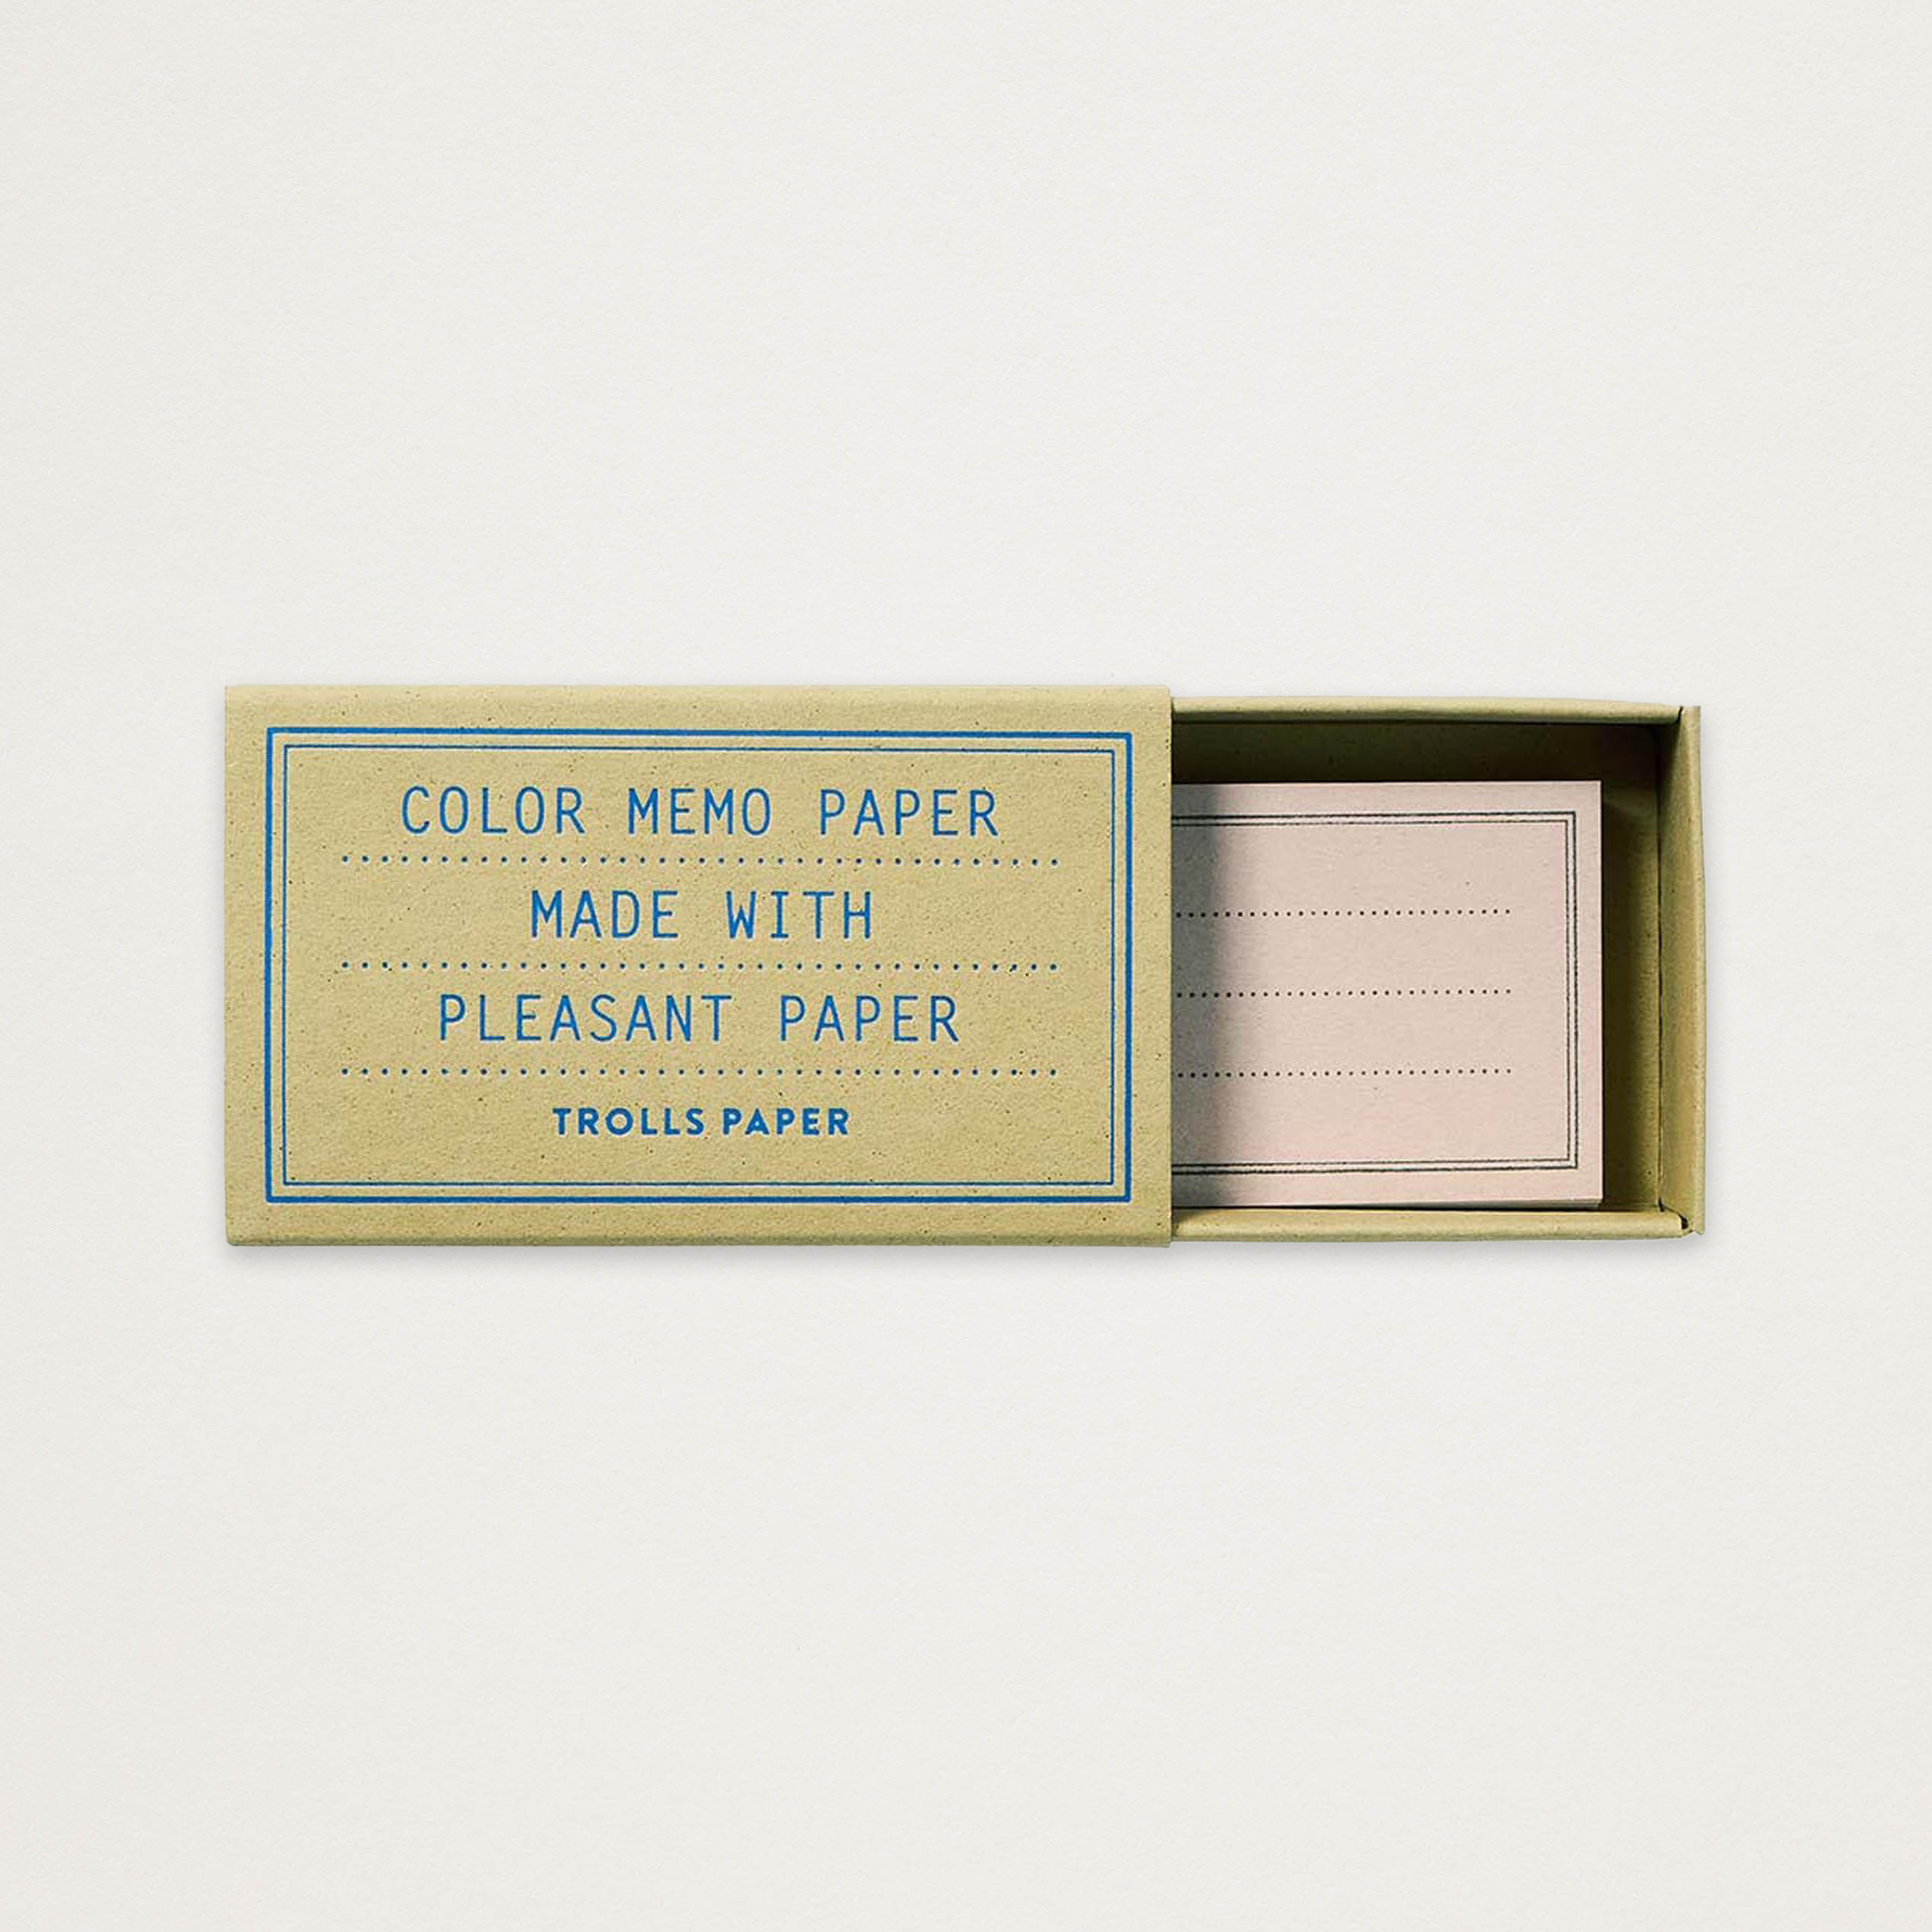 COLOR MEMO PAPER
MADE WITH
PLEASANT PAPER
TROLLS PAPER